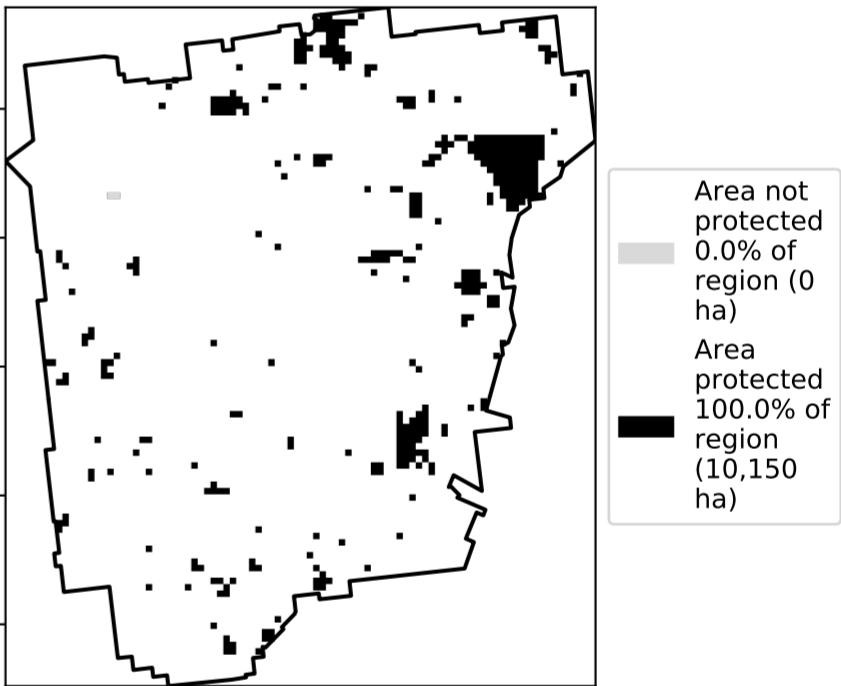 Area not
protected
0.0% of
region (0
ha)
Area
protected
100.0% of
region
(10,150
ha)